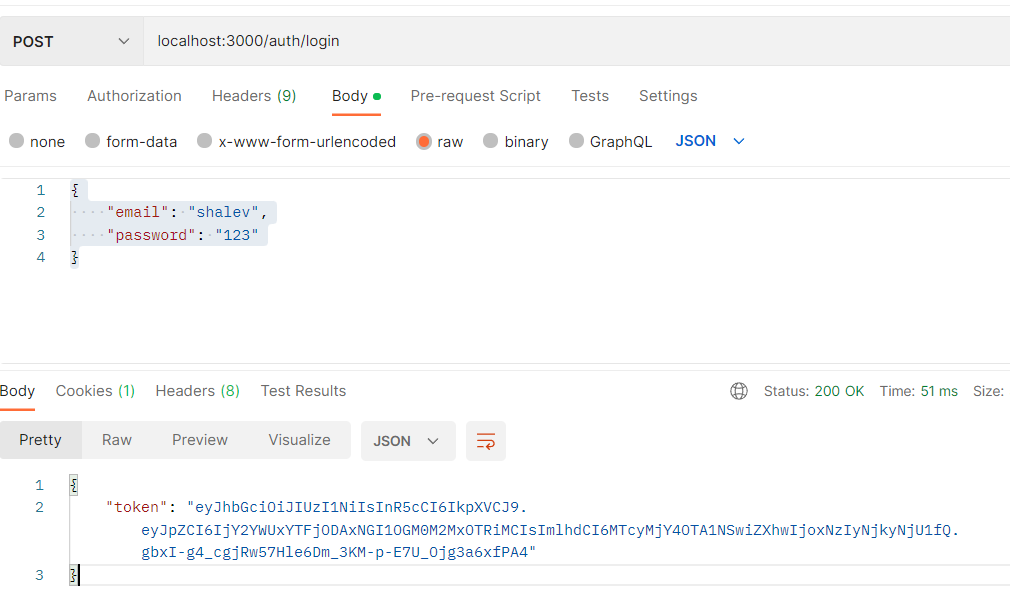 POST localhost:3000/auth/login
Params Authorization Headers (9) Body Pre-request Script Tests Settings
none form-data x-www-form-urlencoded raw binary GraphQL JSON
1 {
2 "email": "shalev",
3 "password": "123"
4 }
Body Cookies (1) Headers (8) Test Results Status: 200 OK Time: 51 ms Size:
Pretty Raw Preview Visualize JSON
1 {
2 "token": "eyJhbGciOiJIUzI1NiIsInR5cCI6IkpXVCJ9.
eyJpZCI6IjY2YWUxYTFjODAxNGI1OGM0M2MxOTRiMCIsImlhdCI6MTcyMjY4OTA1NSwiZXhwIjoxNzIyNjkyNjU1fQ.
gbxI-g4_cgjRw57Hle6Dm_3KM-p-E7U_Ojg3a6xfPA4"
3 }